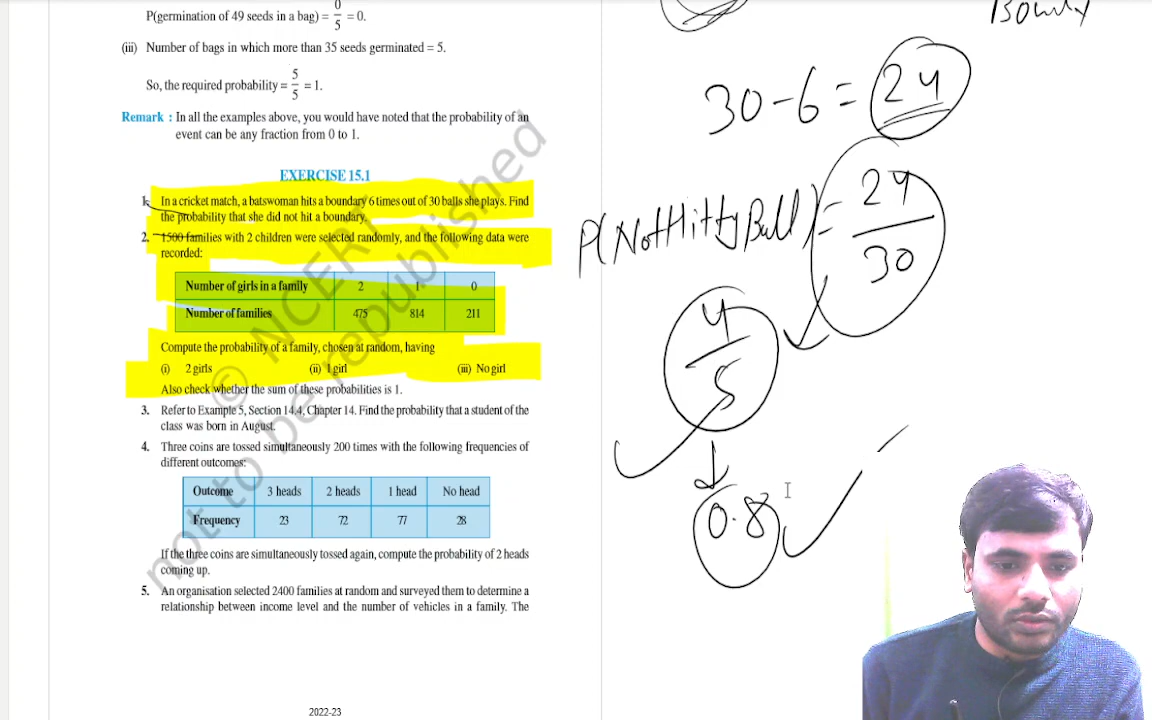 P(germination of 49 seeds in a bag) = 0/5 = 0.
(iii) Number of bags in which more than 35 seeds germinated = 5.
So, the required probability = 5/5 = 1.
Remark : In all the examples above, you would have noted that the probability of an
event can be any fraction from 0 to 1.
EXERCISE 15.1
1. In a cricket match, a batswoman hits a boundary 6 times out of 30 balls she plays. Find
the probability that she did not hit a boundary.
2. 1500 families with 2 children were selected randomly, and the following data were
recorded:
Number of girls in a family 2 1 0
Number of families 475 814 211
Compute the probability of a family, chosen at random, having
(i) 2 girls (ii) 1 girl (iii) No girl
Also check whether the sum of these probabilities is 1.
3. Refer to Example 5, Section 14.4, Chapter 14. Find the probability that a student of the
class was born in August.
4. Three coins are tossed simultaneously 200 times with the following frequencies of
different outcomes:
Outcome 3 heads 2 heads 1 head No head
Frequency 23 72 77 28
If the three coins are simultaneously tossed again, compute the probability of 2 heads
coming up.
5. An organisation selected 2400 families at random and surveyed them to determine a
relationship between income level and the number of vehicles in a family. The
2022-23
© NCERT
not to be republished
30-6 = 24
P(Not Hitty Ball) = 24/30
4/5
0.8